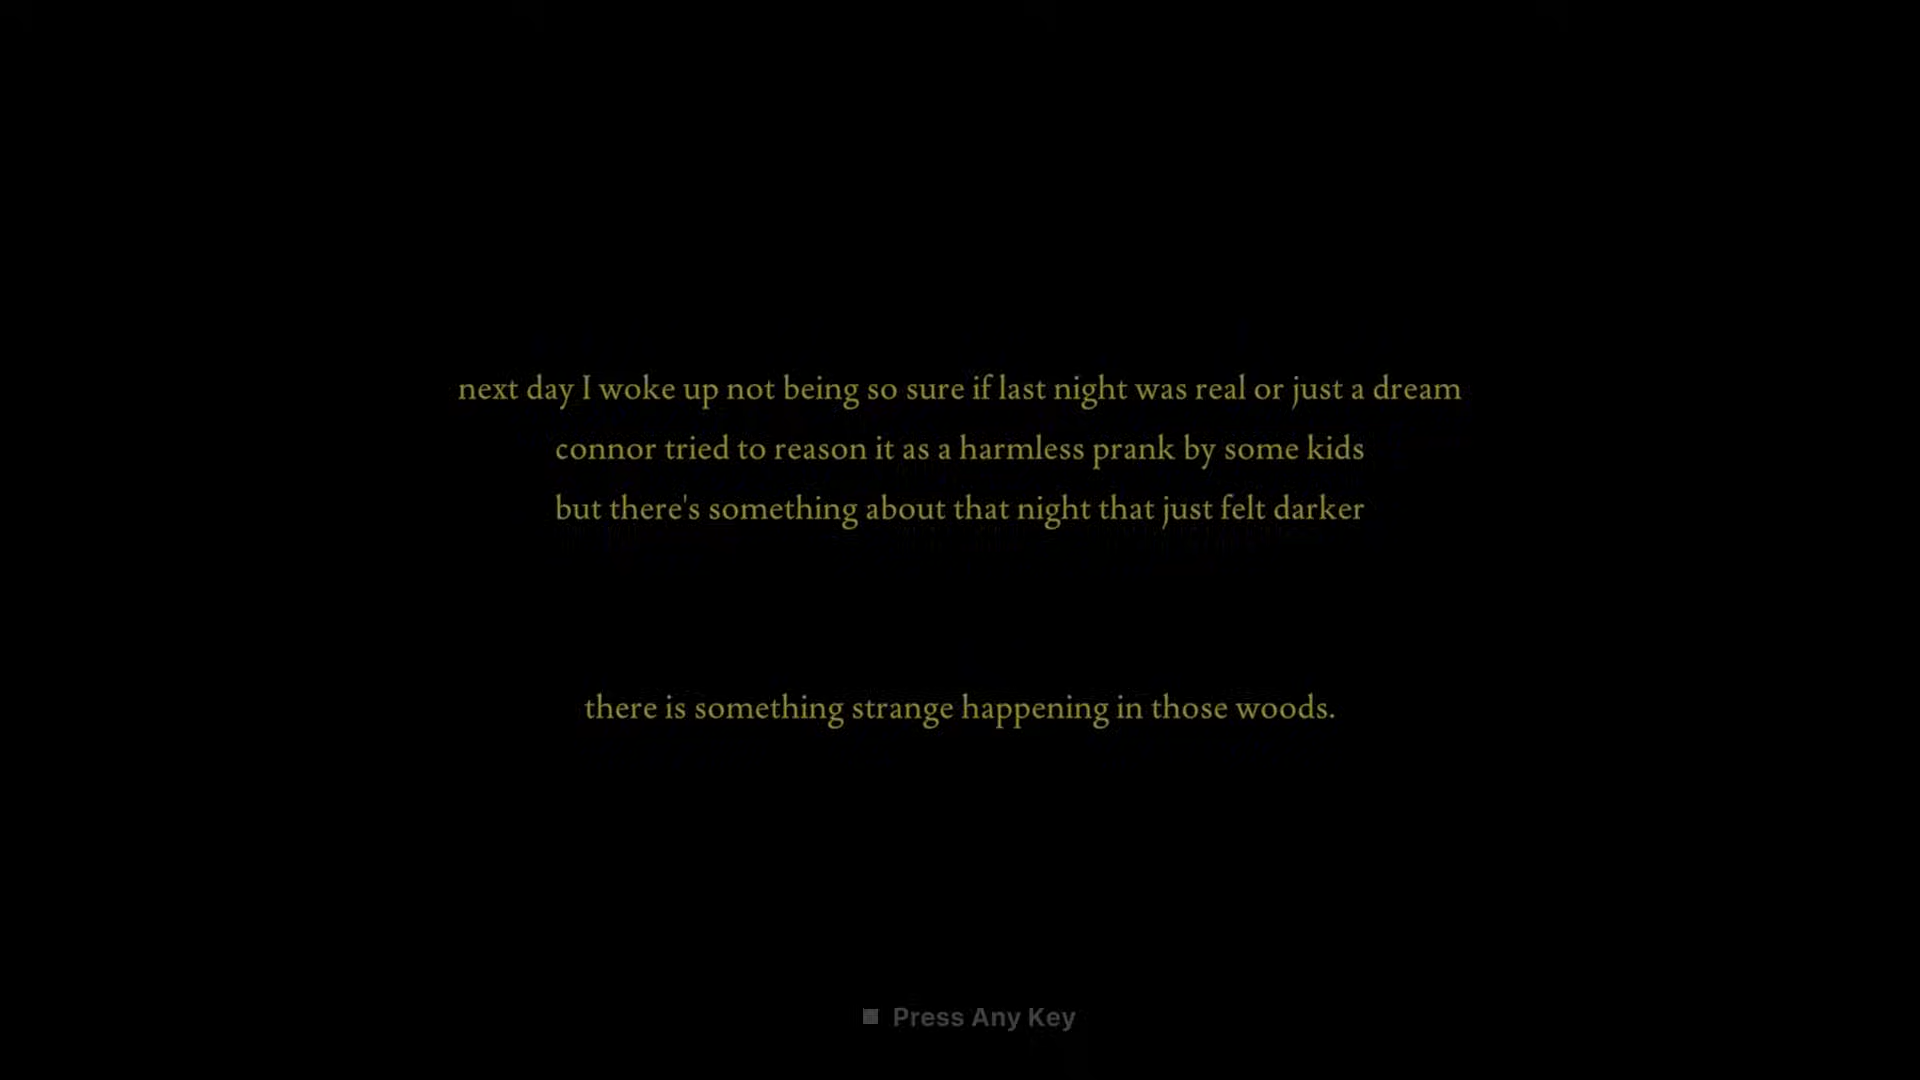 next day I woke up not being so sure if last night was real or just a dream
connor tried to reason it as a harmless prank by some kids
but there's something about that night that just felt darker
there is something strange happening in those woods.
Press Any Key